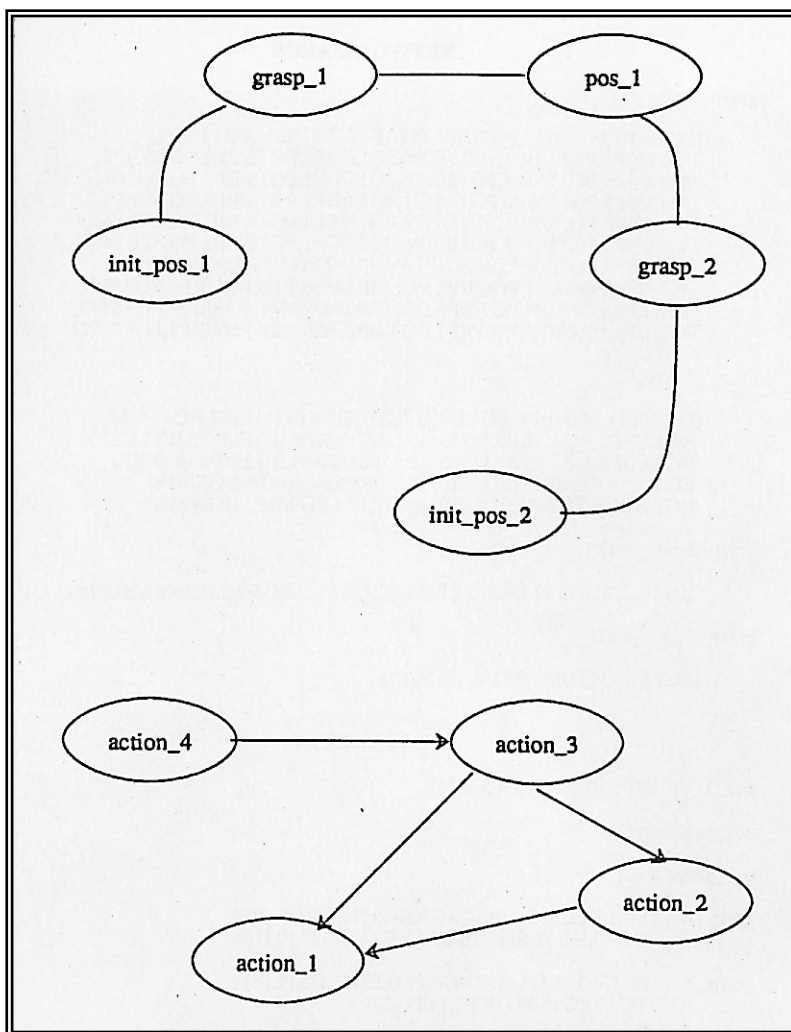 grasp_1
pos_1
init_pos_1
grasp_2
init_pos_2
action_4
action_3
action_2
action_1